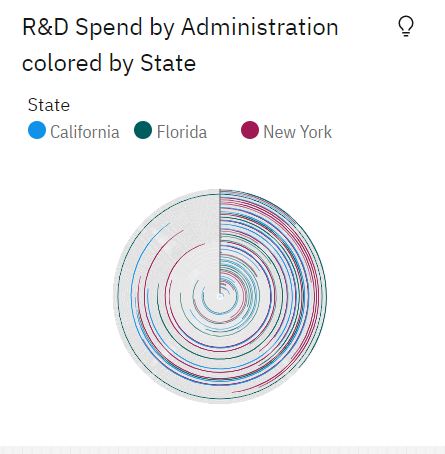 R&D Spend by Administration
colored by State
State
California Florida New York